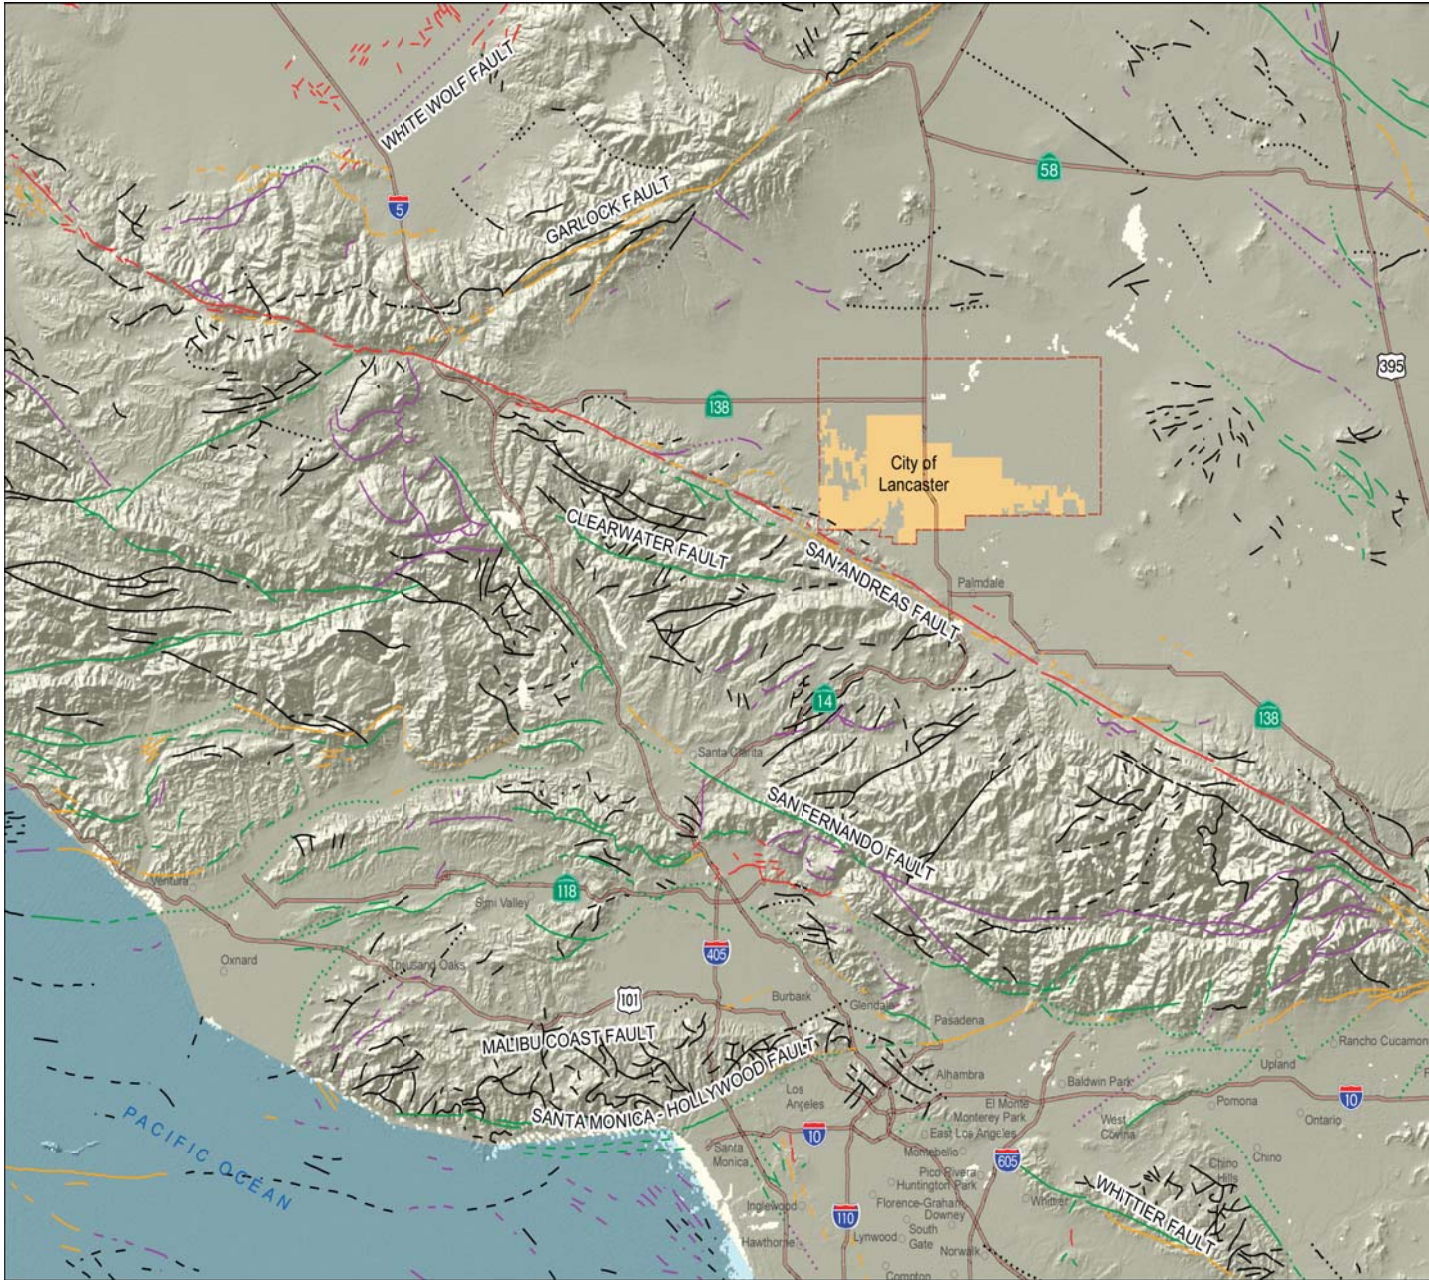 WHITE WOLF FAULT
58
5
GARLOCK FAULT
395
138
City of
Lancaster
CLEARWATER FAULT
SAN ANDREAS FAULT
Palmdale
14
138
Santa Clarita
SAN FERNANDO FAULT
Ventura
118
Simi Valley
405
Oxnard
Thousand Oaks
101
Burbank
Glendale
Pasadena
MALIBU COAST FAULT
Rancho Cucamon
Upland
SANTA MONICA - HOLLYWOOD FAULT
Los
Angeles
Alhambra
Baldwin Park
El Monte
Pomona
10
Monterey Park
West
Covina
Ontario
PACIFIC OCEAN
10
East Los Angeles
Santa
Monica
Montebello
605
Chino
Chino
Hills
Pico Rivera
Huntington Park
Whittier
WHITTIER FAULT
Inglewood
110
Florence-Graham
Downey
South
Gate
Lynwood
Hawthorne
Norwalk
Compton